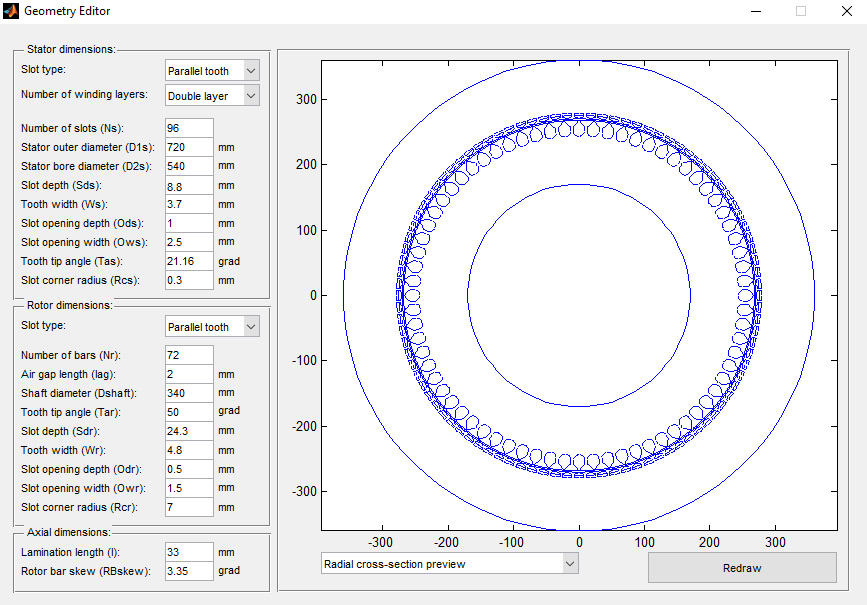 Geometry Editor
Stator dimensions:
Slot type: Parallel tooth
Number of winding layers: Double layer
Number of slots (Ns): 96
Stator outer diameter (D1s): 720 mm
Stator bore diameter (D2s): 540 mm
Slot depth (Sds): 8.8 mm
Tooth width (Ws): 3.7 mm
Slot opening depth (Ods): 1 mm
Slot opening width (Ows): 2.5 mm
Tooth tip angle (Tas): 21.16 grad
Slot corner radius (Rcs): 0.3 mm
Rotor dimensions:
Slot type: Parallel tooth
Number of bars (Nr): 72
Air gap length (lag): 2 mm
Shaft diameter (Dshaft): 340 mm
Tooth tip angle (Tar): 50 grad
Slot depth (Sdr): 24.3 mm
Tooth width (Wr): 4.8 mm
Slot opening depth (Odr): 0.5 mm
Slot opening width (Owr): 1.5 mm
Slot corner radius (Rcr): 7 mm
Axial dimensions:
Lamination length (l): 33 mm
Rotor bar skew (RBskew): 3.35 grad
300
200
100
0
-100
-200
-300
-300 -200 -100 0 100 200 300
Radial cross-section preview
Redraw